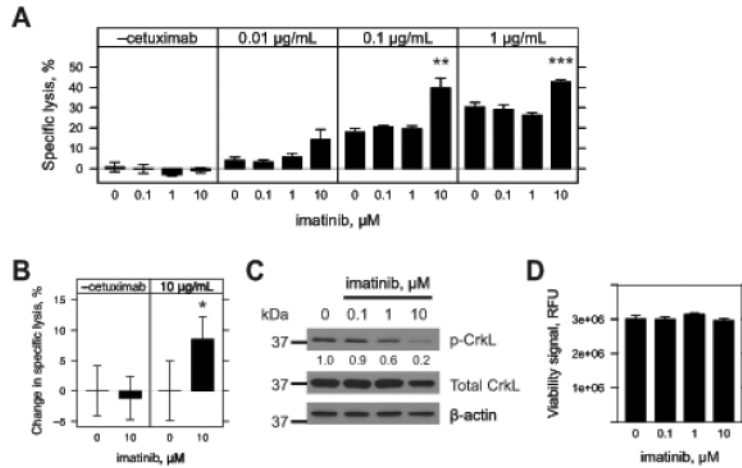 A
–cetuximab 0.01 µg/mL 0.1 µg/mL 1 µg/mL
Specific lysis, %
50
40
30
20
10
0
** ***
0 0.1 1 10 0 0.1 1 10 0 0.1 1 10 0 0.1 1 10
imatinib, µM
B
–cetuximab 10 µg/mL
Change in specific lysis, %
15
10
5
0
−5
*
0 10 0 10
imatinib, µM
C
imatinib, µM
kDa 0 0.1 1 10
37 p-CrkL
1.0 0.9 0.6 0.2
37 Total CrkL
37 β-actin
D
Viability signal, RFU
3e+06
2e+06
1e+06
0 0.1 1 10
imatinib, µM